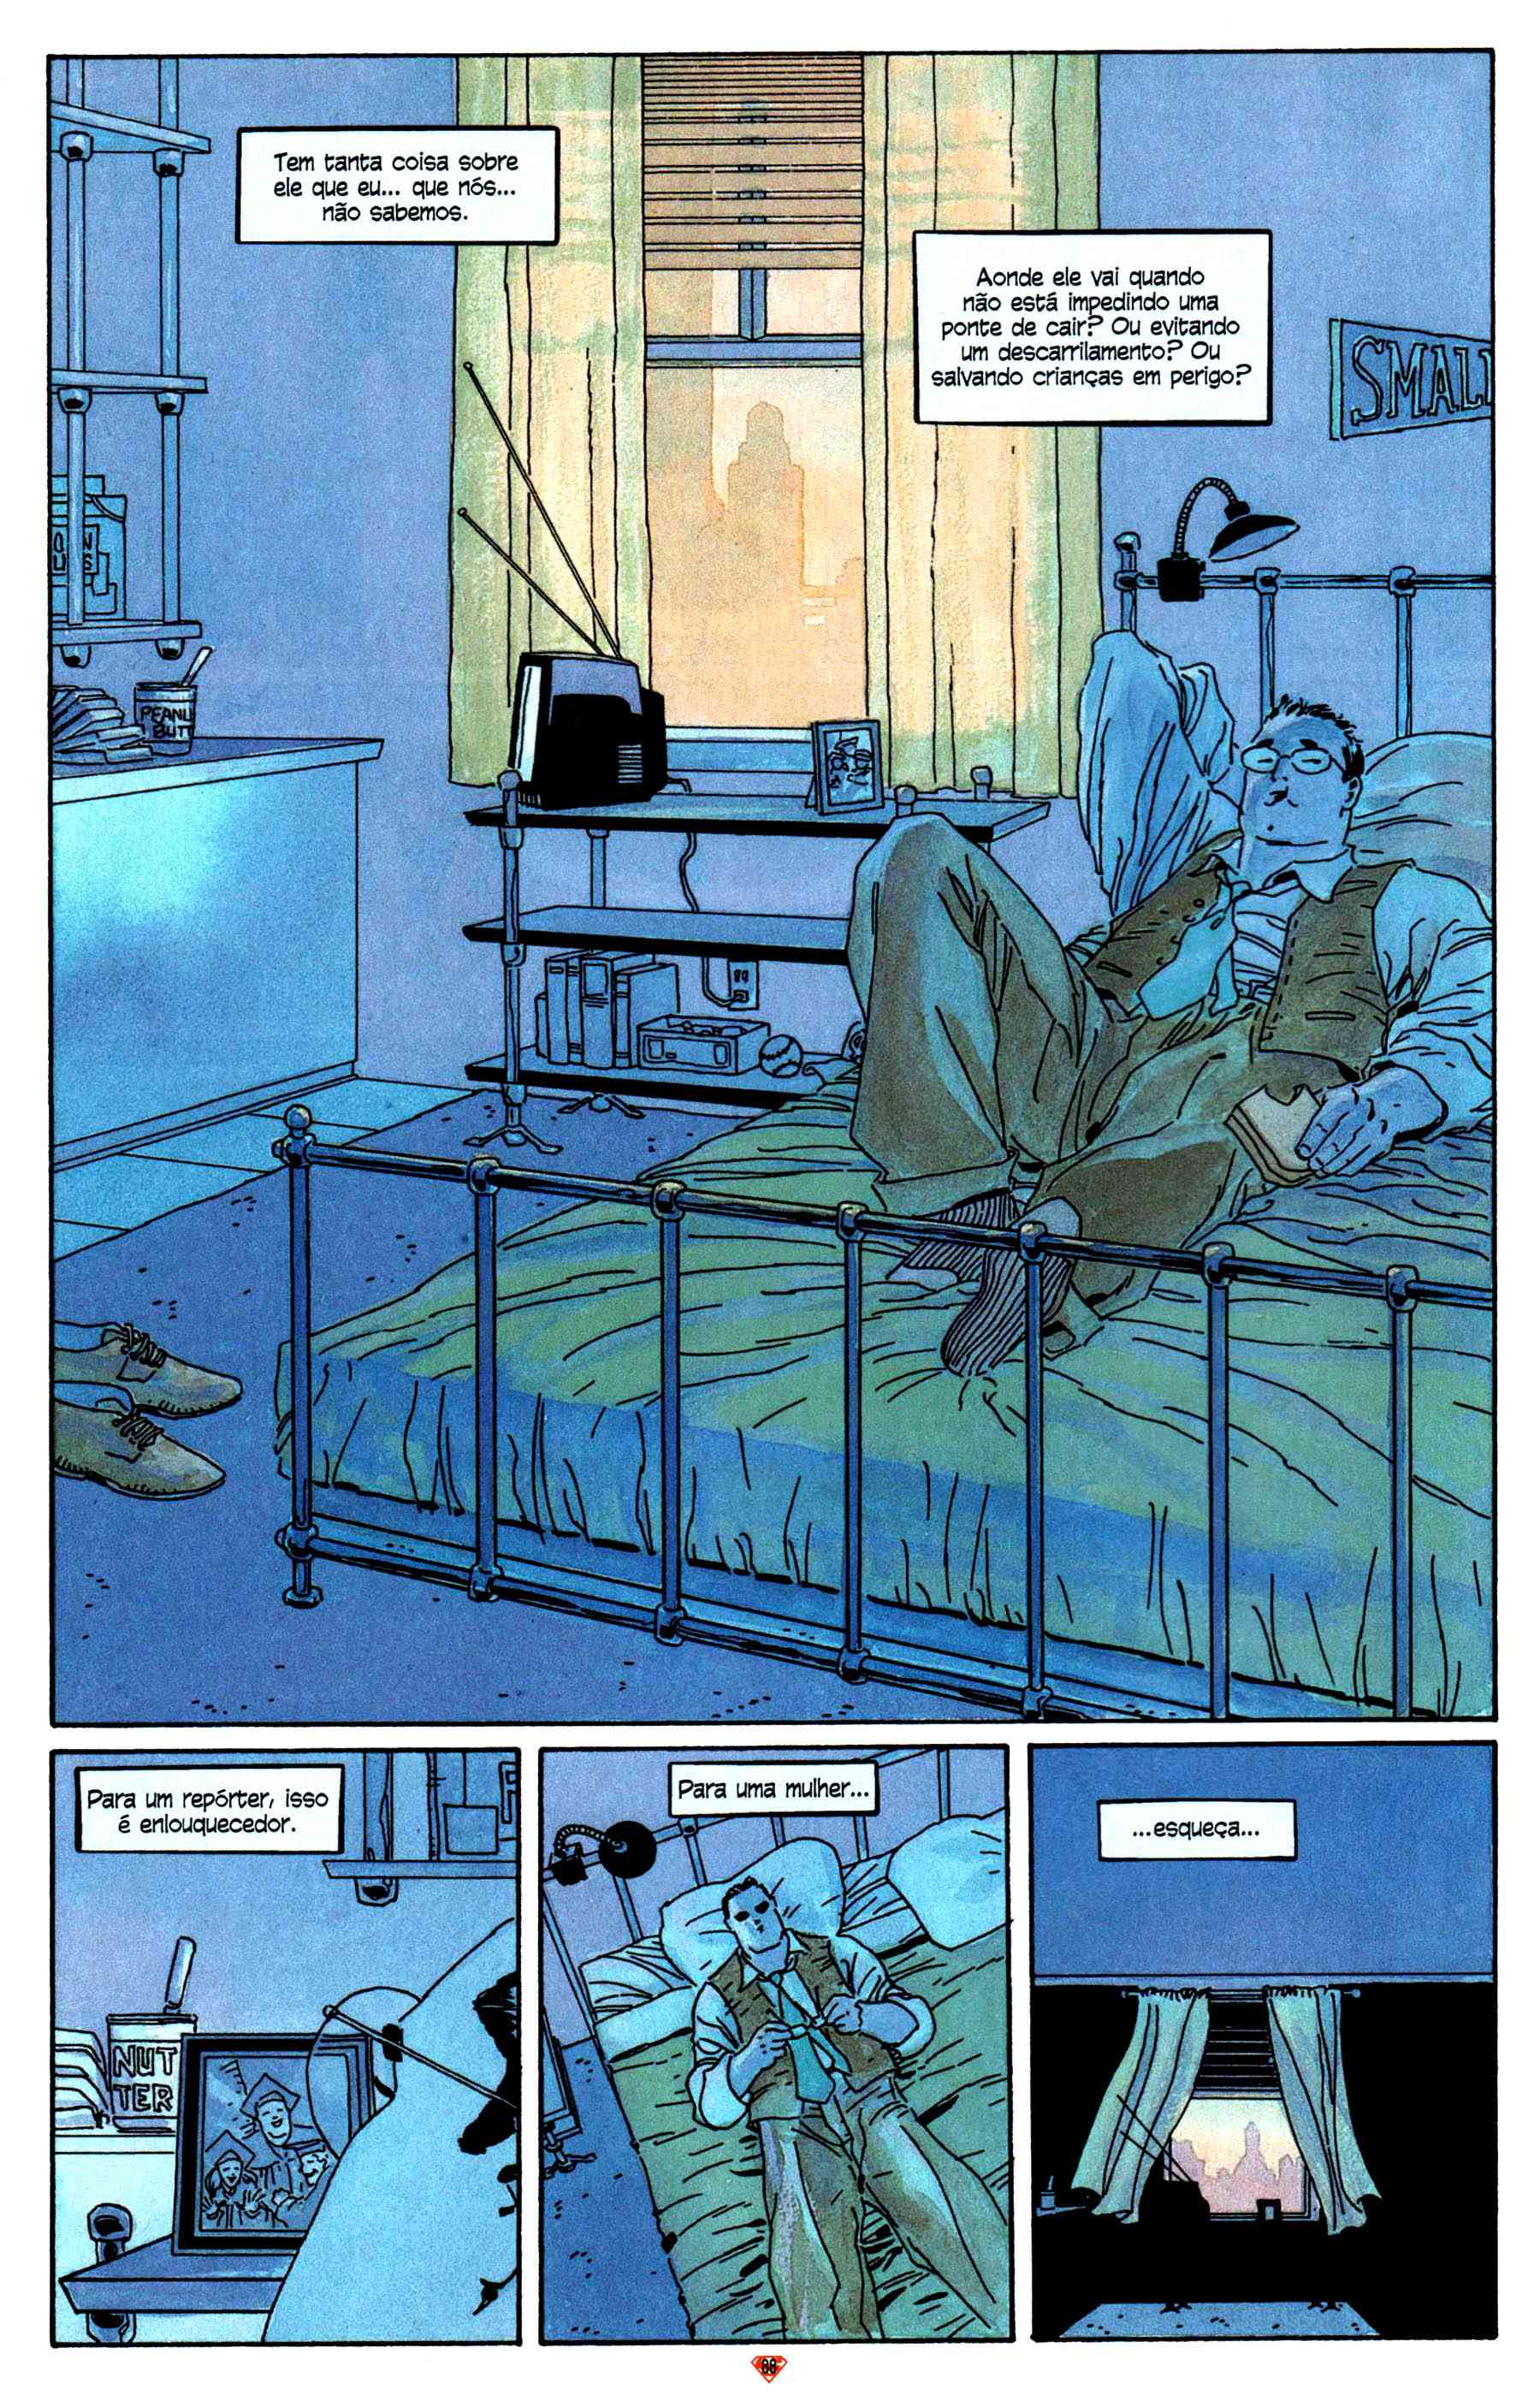 Tem tanta coisa sobre
ele que eu... que nós...
não sabemos.
Aonde ele vai quando
não está impedindo uma
ponte de cair? Ou evitando
um descarrilamento? Ou
salvando crianças em perigo?
SMALL
PEANU
BUTT
Para um repórter, isso
é enlouquecedor.
NUT
TER
Para uma mulher...
...esqueça...
88